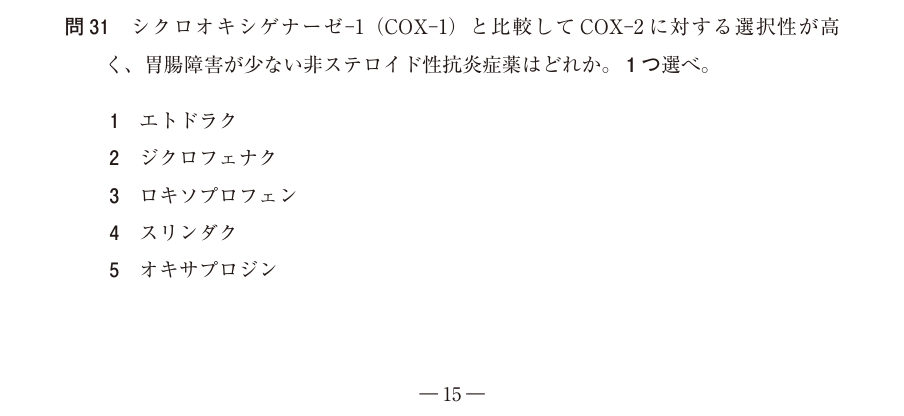 問31 シクロオキシゲナーゼ-1（COX-1）と比較してCOX-2に対する選択性が高
く、胃腸障害が少ない非ステロイド性抗炎症薬はどれか。1つ選べ。
1 エトドラク
2 ジクロフェナク
3 ロキソプロフェン
4 スリンダク
5 オキサプロジン
― 15 ―